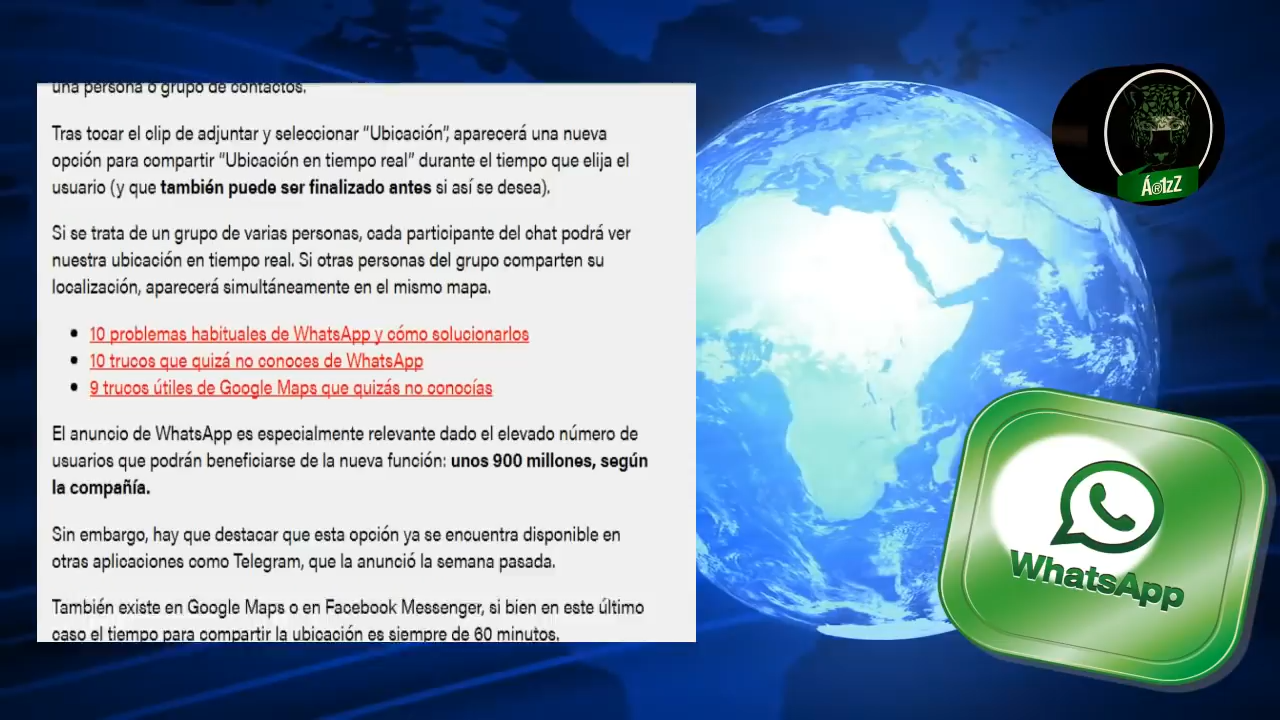 una persona o grupo de contactos.
Tras tocar el clip de adjuntar y seleccionar “Ubicación”, aparecerá una nueva
opción para compartir “Ubicación en tiempo real” durante el tiempo que elija el
usuario (y que también puede ser finalizado antes si así se desea).
Si se trata de un grupo de varias personas, cada participante del chat podrá ver
nuestra ubicación en tiempo real. Si otras personas del grupo comparten su
localización, aparecerá simultáneamente en el mismo mapa.
10 problemas habituales de WhatsApp y cómo solucionarlos
10 trucos que quizá no conoces de WhatsApp
9 trucos útiles de Google Maps que quizás no conocías
El anuncio de WhatsApp es especialmente relevante dado el elevado número de
usuarios que podrán beneficiarse de la nueva función: unos 900 millones, según
la compañía.
Sin embargo, hay que destacar que esta opción ya se encuentra disponible en
otras aplicaciones como Telegram, que la anunció la semana pasada.
También existe en Google Maps o en Facebook Messenger, si bien en este último
caso el tiempo para compartir la ubicación es siempre de 60 minutos.
Á®1zZ
WhatsApp